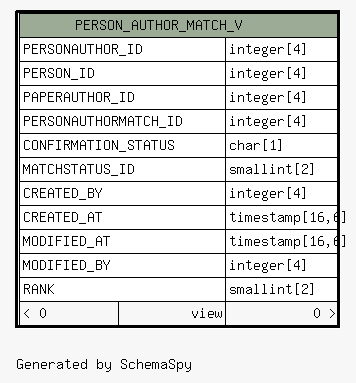 PERSON_AUTHOR_MATCH_V
PERSONAUTHOR_ID integer[4]
PERSON_ID integer[4]
PAPERAUTHOR_ID integer[4]
PERSONAUTHORMATCH_ID integer[4]
CONFIRMATION_STATUS char[1]
MATCHSTATUS_ID smallint[2]
CREATED_BY integer[4]
CREATED_AT timestamp[16,6]
MODIFIED_AT timestamp[16,6]
MODIFIED_BY integer[4]
RANK smallint[2]
< 0 view 0 >
Generated by SchemaSpy